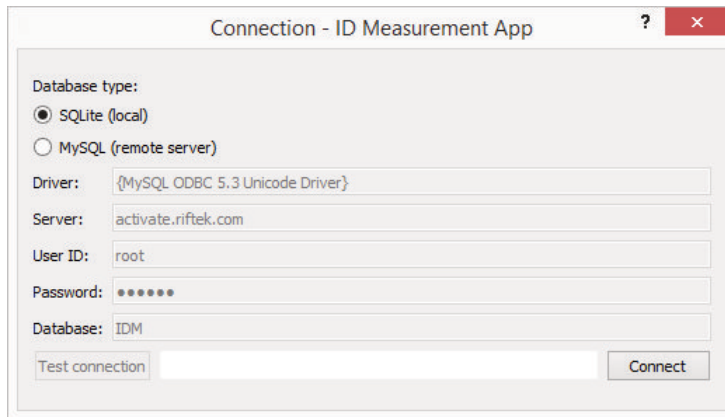 Connection - ID Measurement App ?
Database type:
SQLite (local)
MySQL (remote server)
Driver: {MySQL ODBC 5.3 Unicode Driver}
Server: activate.riftek.com
User ID: root
Password: ●●●●●●
Database: IDM
Test connection Connect